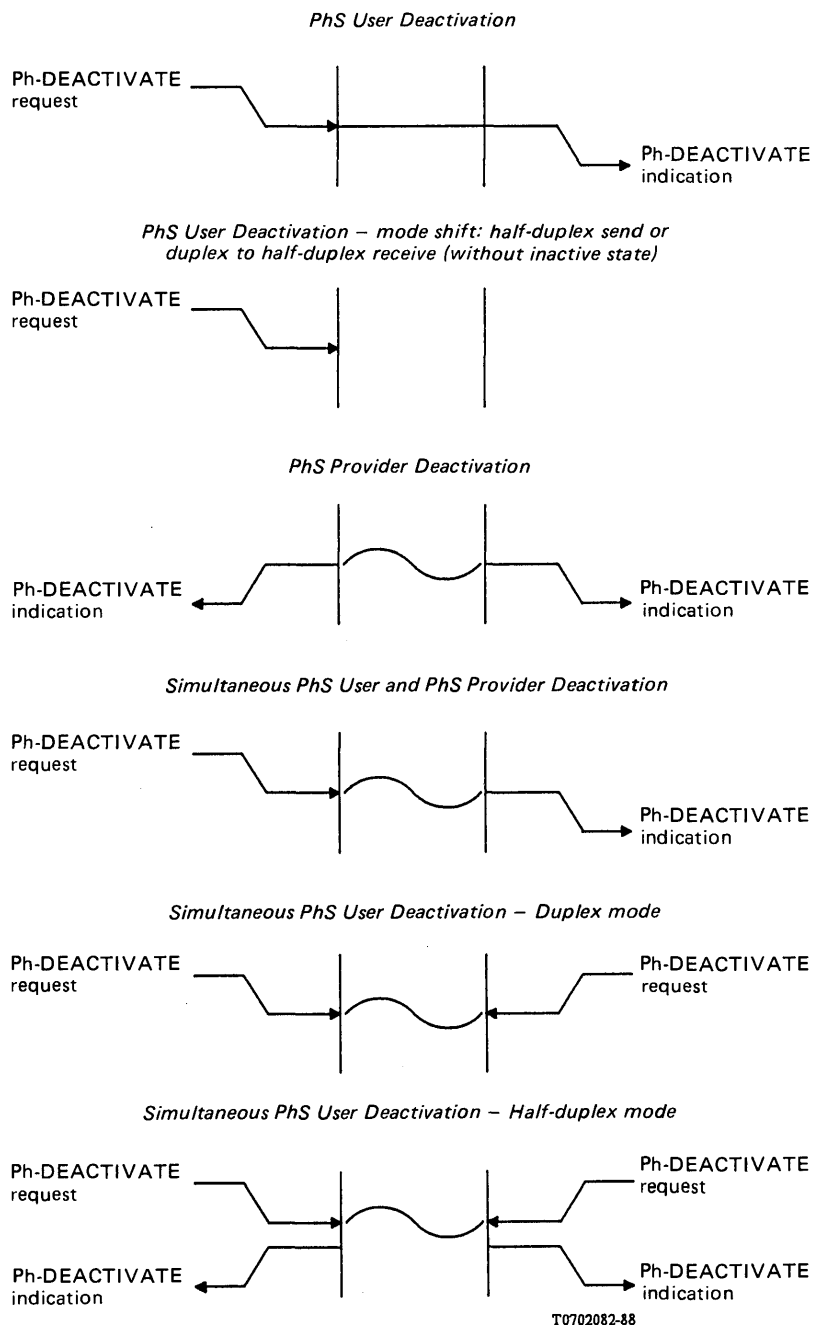 PhS User Deactivation
Ph-DEACTIVATE
request
Ph-DEACTIVATE
indication
PhS User Deactivation – mode shift: half-duplex send or
duplex to half-duplex receive (without inactive state)
Ph-DEACTIVATE
request
PhS Provider Deactivation
Ph-DEACTIVATE
indication
Ph-DEACTIVATE
indication
Simultaneous PhS User and PhS Provider Deactivation
Ph-DEACTIVATE
request
Ph-DEACTIVATE
indication
Simultaneous PhS User Deactivation – Duplex mode
Ph-DEACTIVATE
request
Ph-DEACTIVATE
request
Simultaneous PhS User Deactivation – Half-duplex mode
Ph-DEACTIVATE
request
Ph-DEACTIVATE
request
Ph-DEACTIVATE
indication
Ph-DEACTIVATE
indication
T0702082-88